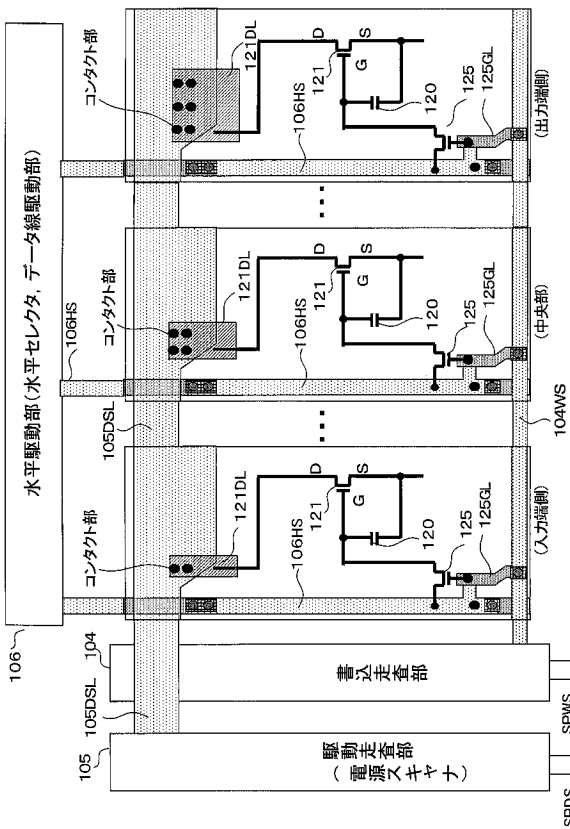 水平駆動部(水平セレクタ, データ線駆動部)
106
106HS
コンタクト部
121DL
D
121
S
G
120
125
125GL
106HS
(入力端側)
105DSL
コンタクト部
121DL
D
121
S
G
120
125
125GL
106HS
(中央部)
コンタクト部
121DL
D
121
S
G
120
125
125GL
106HS
(出力端側)
104WS
104
書込走査部
SPWS
105DSL
105
駆動走査部
(電源スキャナ)
SPDS